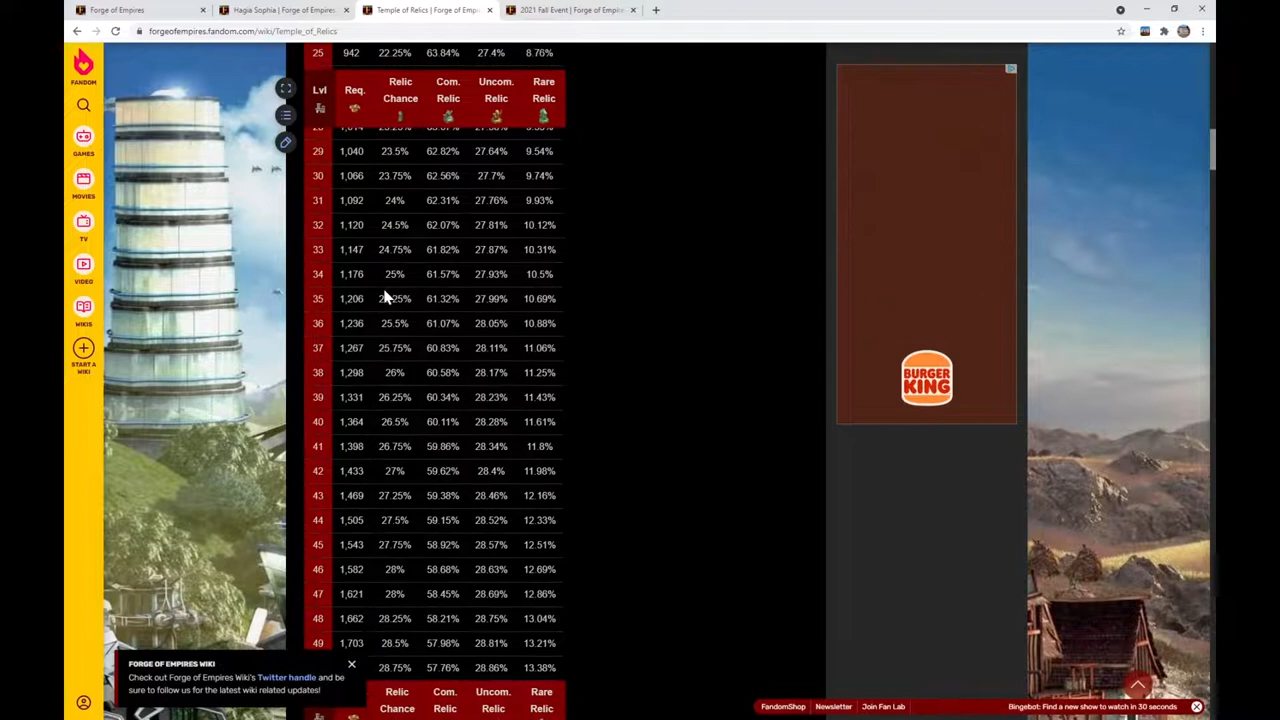 Forge of Empires
Hagia Sophia | Forge of Empires
Temple of Relics | Forge of Emp
2021 Fall Event | Forge of Empire
forgeofempires.fandom.com/wiki/Temple_of_Relics
FANDOM
GAMES
MOVIES
TV
VIDEO
WIKIS
START A
WIKI
25 942 22.25% 63.84% 27.4% 8.76%
Lvl Req. Relic Chance Com. Relic Uncom. Relic Rare Relic
29 1,040 23.5% 62.82% 27.64% 9.54%
30 1,066 23.75% 62.56% 27.7% 9.74%
31 1,092 24% 62.31% 27.76% 9.93%
32 1,120 24.5% 62.07% 27.81% 10.12%
33 1,147 24.75% 61.82% 27.87% 10.31%
34 1,176 25% 61.57% 27.93% 10.5%
35 1,206 61.32% 27.99% 10.69%
36 1,236 25.5% 61.07% 28.05% 10.88%
37 1,267 25.75% 60.83% 28.11% 11.06%
38 1,298 26% 60.58% 28.17% 11.25%
39 1,331 26.25% 60.34% 28.23% 11.43%
40 1,364 26.5% 60.11% 28.28% 11.61%
41 1,398 26.75% 59.86% 28.34% 11.8%
42 1,433 27% 59.62% 28.4% 11.98%
43 1,469 27.25% 59.38% 28.46% 12.16%
44 1,505 27.5% 59.15% 28.52% 12.33%
45 1,543 27.75% 58.92% 28.57% 12.51%
46 1,582 28% 58.68% 28.63% 12.69%
47 1,621 28% 58.45% 28.69% 12.86%
48 1,662 28.25% 58.21% 28.75% 13.04%
49 1,703 28.5% 57.98% 28.81% 13.21%
28.75% 57.76% 28.86% 13.38%
Relic Chance Com. Relic Uncom. Relic Rare Relic
BURGER
KING
FORGE OF EMPIRES WIKI
Check out Forge of Empires Wiki's Twitter handle and be
sure to follow us for the latest wiki related updates!
FandomShop Newsletter Join Fan Lab Bingebot: Find a new show to watch in 30 seconds